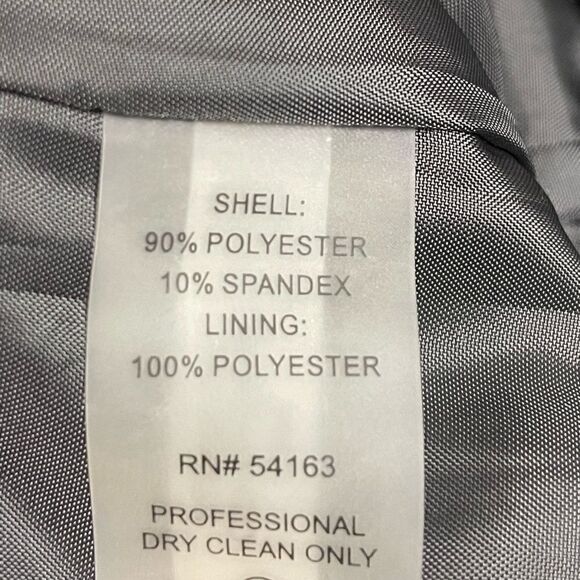 SHELL:
90% POLYESTER
10% SPANDEX
LINING:
100% POLYESTER
RN# 54163
PROFESSIONAL
DRY CLEAN ONLY